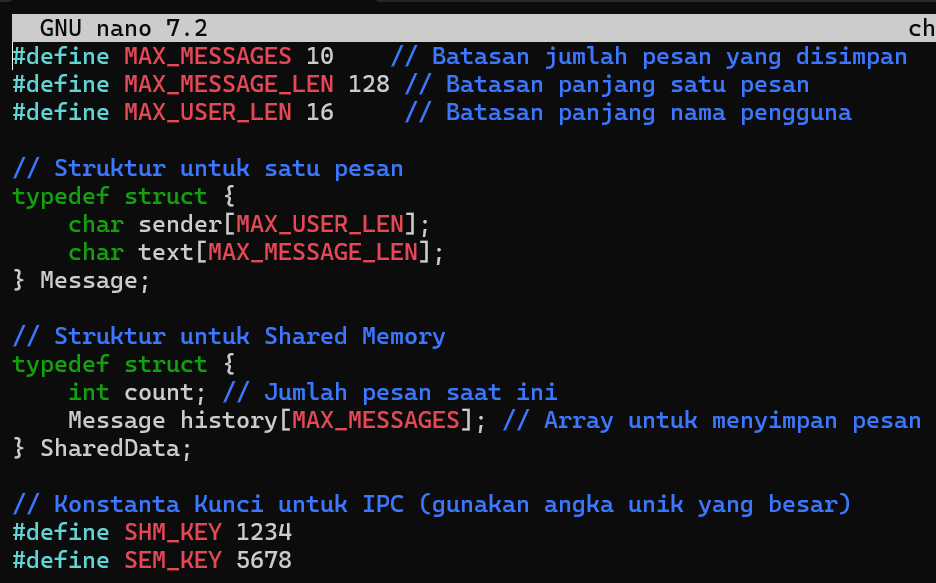 GNU nano 7.2 ch
#define MAX_MESSAGES 10 // Batasan jumlah pesan yang disimpan
#define MAX_MESSAGE_LEN 128 // Batasan panjang satu pesan
#define MAX_USER_LEN 16 // Batasan panjang nama pengguna
// Struktur untuk satu pesan
typedef struct {
char sender[MAX_USER_LEN];
char text[MAX_MESSAGE_LEN];
} Message;
// Struktur untuk Shared Memory
typedef struct {
int count; // Jumlah pesan saat ini
Message history[MAX_MESSAGES]; // Array untuk menyimpan pesan
} SharedData;
// Konstanta Kunci untuk IPC (gunakan angka unik yang besar)
#define SHM_KEY 1234
#define SEM_KEY 5678